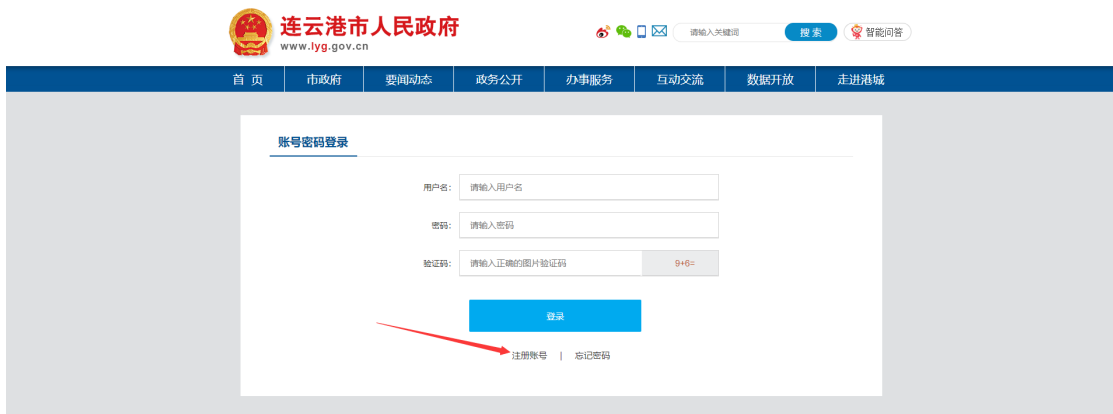 连云港市人民政府
www.lyg.gov.cn
请输入关键词 搜索 智能问答
首页 市政府 要闻动态 政务公开 办事服务 互动交流 数据开放 走进港城
账号密码登录
用户名: 请输入用户名
密码: 请输入密码
验证码: 请输入正确的图片验证码 9+6=
登录
注册账号 | 忘记密码